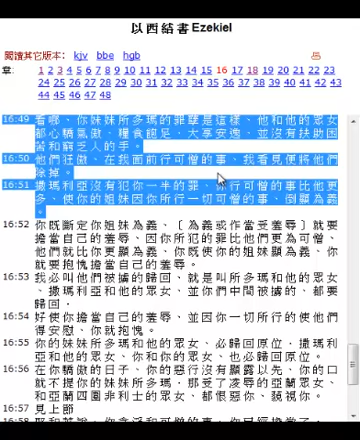 以西結書 Ezekiel
閱讀其它版本: kjv bbe hgb
章: 1 2 3 4 5 6 7 8 9 10 11 12 13 14 15 16 17 18 19 20 21 22 23
24 25 26 27 28 29 30 31 32 33 34 35 36 37 38 39 40 41 42 43
44 45 46 47 48
16:49 看哪、你妹妹所多瑪的罪孽是這樣、他和他的眾女
都心驕氣傲、糧食飽足、大享安逸、並沒有扶助困
苦和窮乏人的手。
16:50 他們狂傲、在我面前行可憎的事、我看見便將他們
除掉。
16:51 撒瑪利亞沒有犯你一半的罪、你行可憎的事比他更
多、使你的姐妹因你所行一切可憎的事、倒顯為義
。
16:52 你既斷定你姐妹為義、〔為義或作當受羞辱〕就要
擔當自己的羞辱、因你所犯的罪比他們更為可憎、
他們就比你更顯為義、你既使你的姐妹顯為義、你
就要抱愧擔當自己的羞辱。
16:53 我必叫他們被擄的歸回、就是叫所多瑪和他的眾女
、撒瑪利亞和他的眾女、並你們中間被擄的、都要
歸回．
16:54 好使你擔當自己的羞辱、並因你一切所行的使他們
得安慰、你就抱愧。
16:55 你的妹妹所多瑪和他的眾女、必歸回原位．撒瑪利
亞和他的眾女、你和你的眾女、也必歸回原位。
16:56 在你驕傲的日子、你的惡行沒有顯露以先、你的口
就不提你的妹妹所多瑪．那受了凌辱的亞蘭眾女、
和亞蘭四圍非利士的眾女、都恨惡你、藐視你。
16:57 見上節